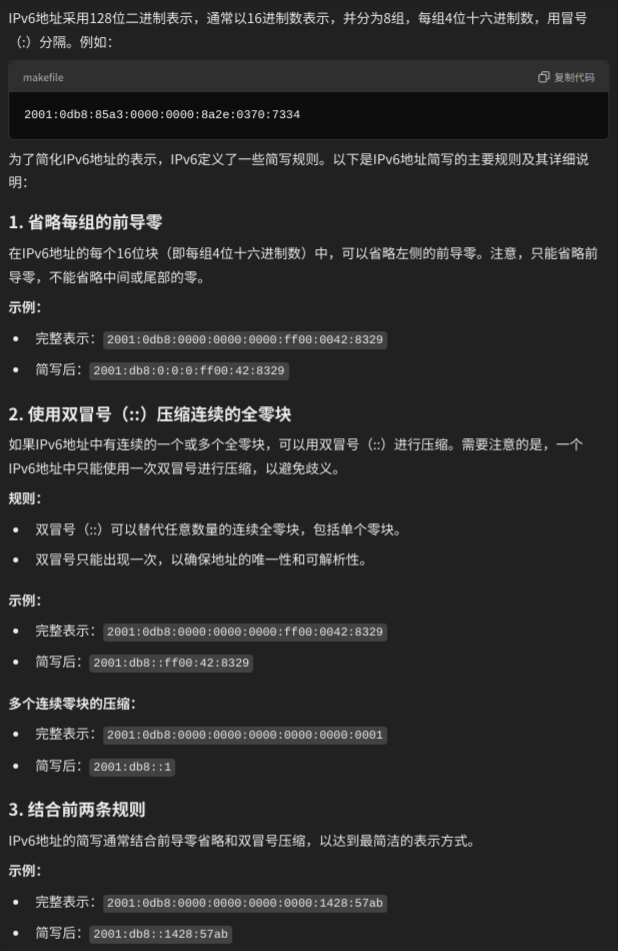 IPv6地址采用128位二进制表示，通常以16进制数表示，并分为8组，每组4位十六进制数，用冒号
（:）分隔。例如：
makefile
复制代码
2001:0db8:85a3:0000:0000:8a2e:0370:7334
为了简化IPv6地址的表示，IPv6定义了一些简写规则。以下是IPv6地址简写的主要规则及其详细说
明：
1. 省略每组的前导零
在IPv6地址的每个16位块（即每组4位十六进制数）中，可以省略左侧的前导零。注意，只能省略前
导零，不能省略中间或尾部的零。
示例：
• 完整表示：2001:0db8:0000:0000:0000:ff00:0042:8329
• 简写后：2001:db8:0:0:0:ff00:42:8329
2. 使用双冒号（::）压缩连续的全零块
如果IPv6地址中有连续的一个或多个全零块，可以用双冒号（::）进行压缩。需要注意的是，一个
IPv6地址中只能使用一次双冒号进行压缩，以避免歧义。
规则：
• 双冒号（::）可以替代任意数量的连续全零块，包括单个零块。
• 双冒号只能出现一次，以确保地址的唯一性和可解析性。
示例：
• 完整表示：2001:0db8:0000:0000:0000:ff00:0042:8329
• 简写后：2001:db8::ff00:42:8329
多个连续零块的压缩：
• 完整表示：2001:0db8:0000:0000:0000:0000:0000:0001
• 简写后：2001:db8::1
3. 结合前两条规则
IPv6地址的简写通常结合前导零省略和双冒号压缩，以达到最简洁的表示方式。
示例：
• 完整表示：2001:0db8:0000:0000:0000:0000:1428:57ab
• 简写后：2001:db8::1428:57ab